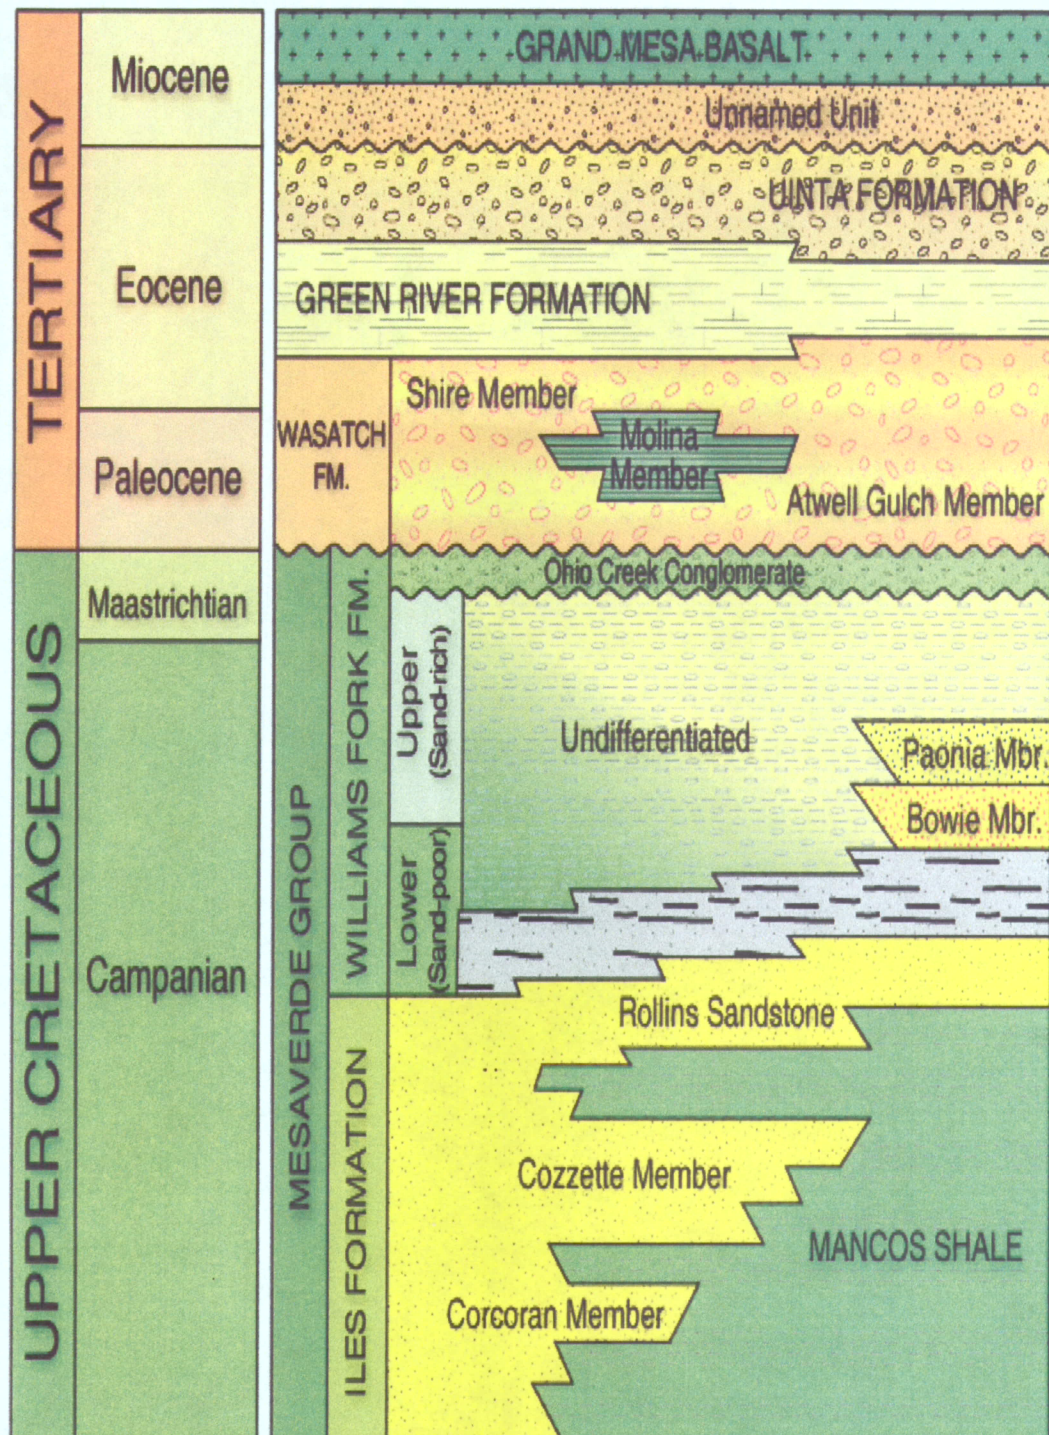 TERTIARY
Miocene
Eocene
Paleocene
UPPER CRETACEOUS
Maastrichtian
Campanian
GRAND MESA BASALT
Unnamed Unit
UINTA FORMATION
GREEN RIVER FORMATION
WASATCH
FM.
Shire Member
Molina
Member
Atwell Gulch Member
MESAVERDE GROUP
WILLIAMS FORK FM.
Ohio Creek Conglomerate
Upper
(Sand-rich)
Lower
(Sand-poor)
Undifferentiated
Paonia Mbr.
Bowie Mbr.
ILES FORMATION
Rollins Sandstone
Cozzette Member
MANCOS SHALE
Corcoran Member